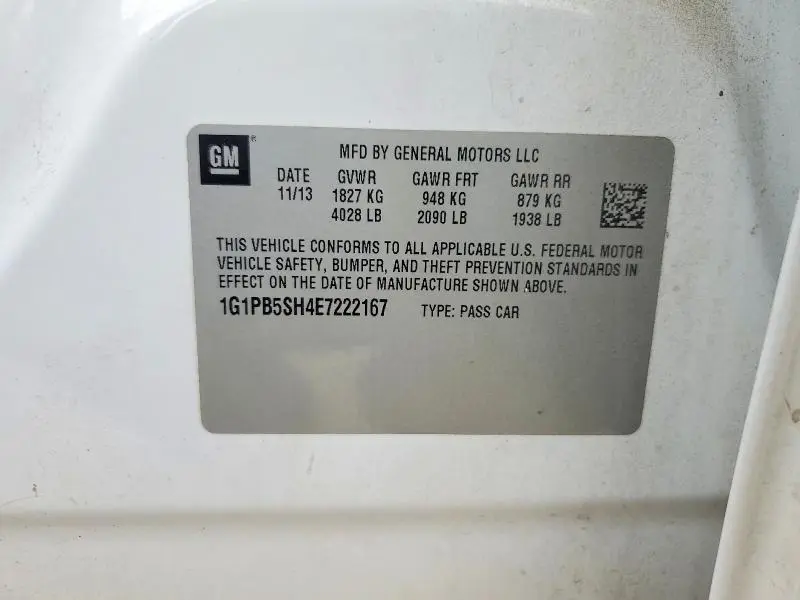 GM ®
MFD BY GENERAL MOTORS LLC
DATE GVWR GAWR FRT GAWR RR
11/13 1827 KG 948 KG 879 KG
4028 LB 2090 LB 1938 LB
THIS VEHICLE CONFORMS TO ALL APPLICABLE U.S. FEDERAL MOTOR
VEHICLE SAFETY, BUMPER, AND THEFT PREVENTION STANDARDS IN
EFFECT ON THE DATE OF MANUFACTURE SHOWN ABOVE.
1G1PB5SH4E7222167 TYPE: PASS CAR